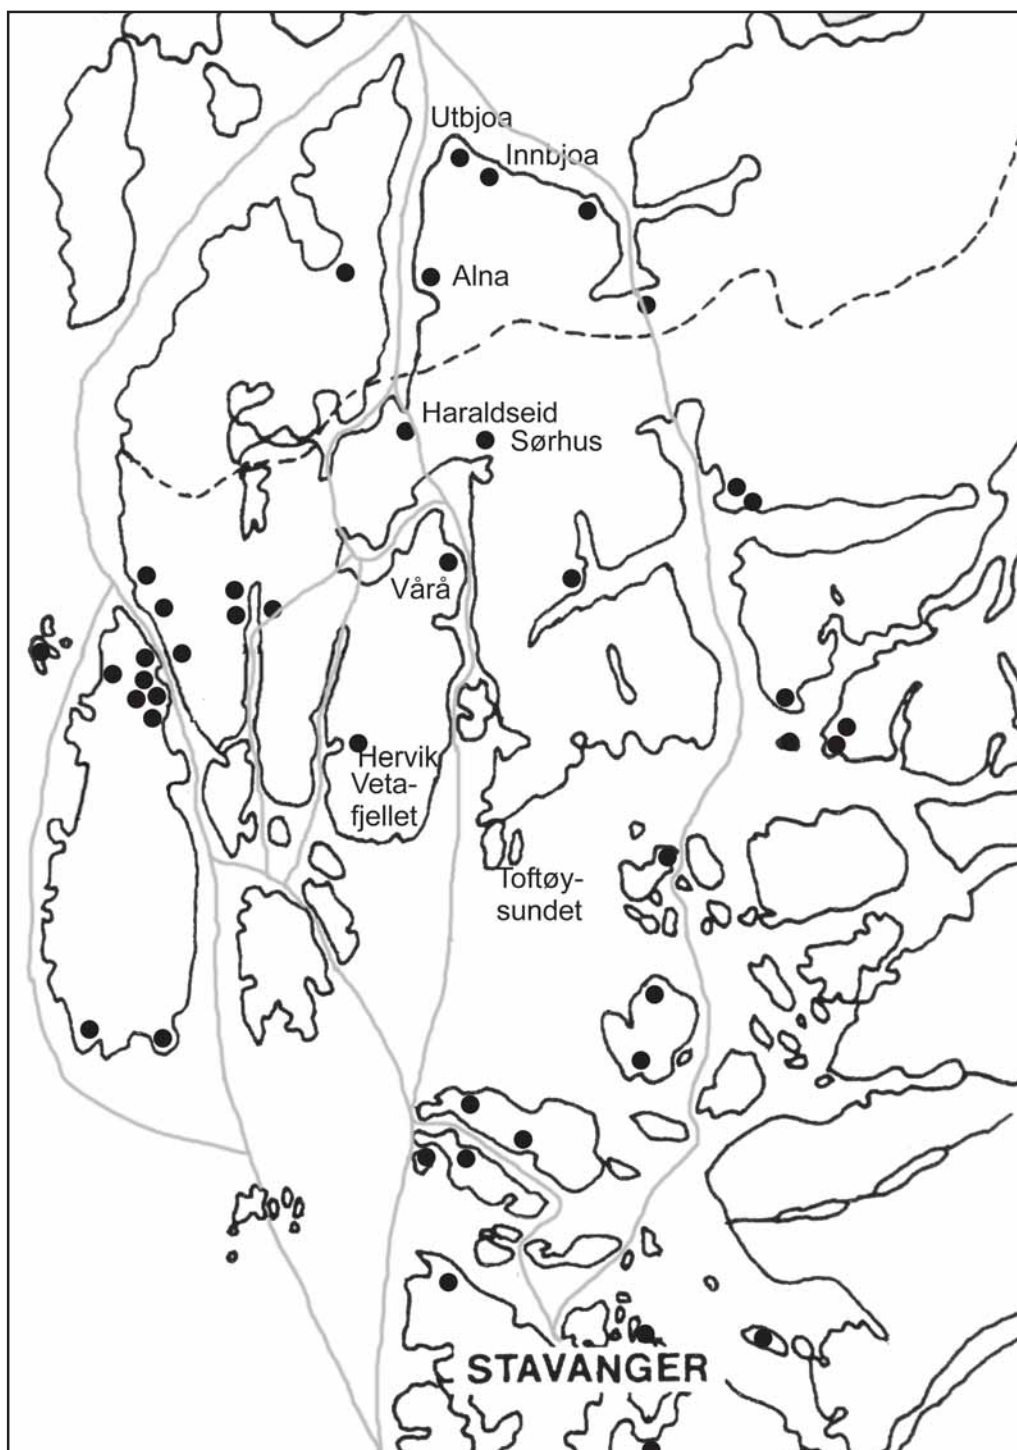 Utbjoa
Innbjoa
Alna
Haraldseid
Sørhus
Vårå
Hervik
Veta-
fjellet
Toftøy-
sundet
STAVANGER